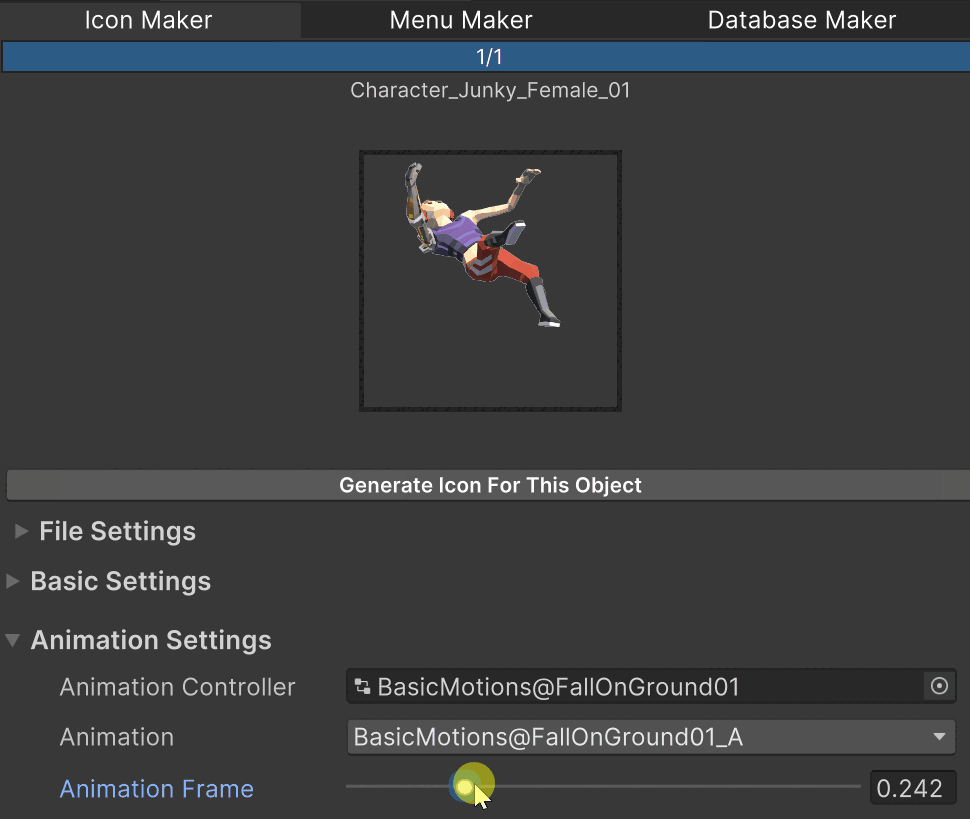 Icon Maker Menu Maker Database Maker
1/1
Character_Junky_Female_01
Generate Icon For This Object
File Settings
Basic Settings
Animation Settings
Animation Controller BasicMotions@FallOnGround01
Animation BasicMotions@FallOnGround01_A
Animation Frame 0.242